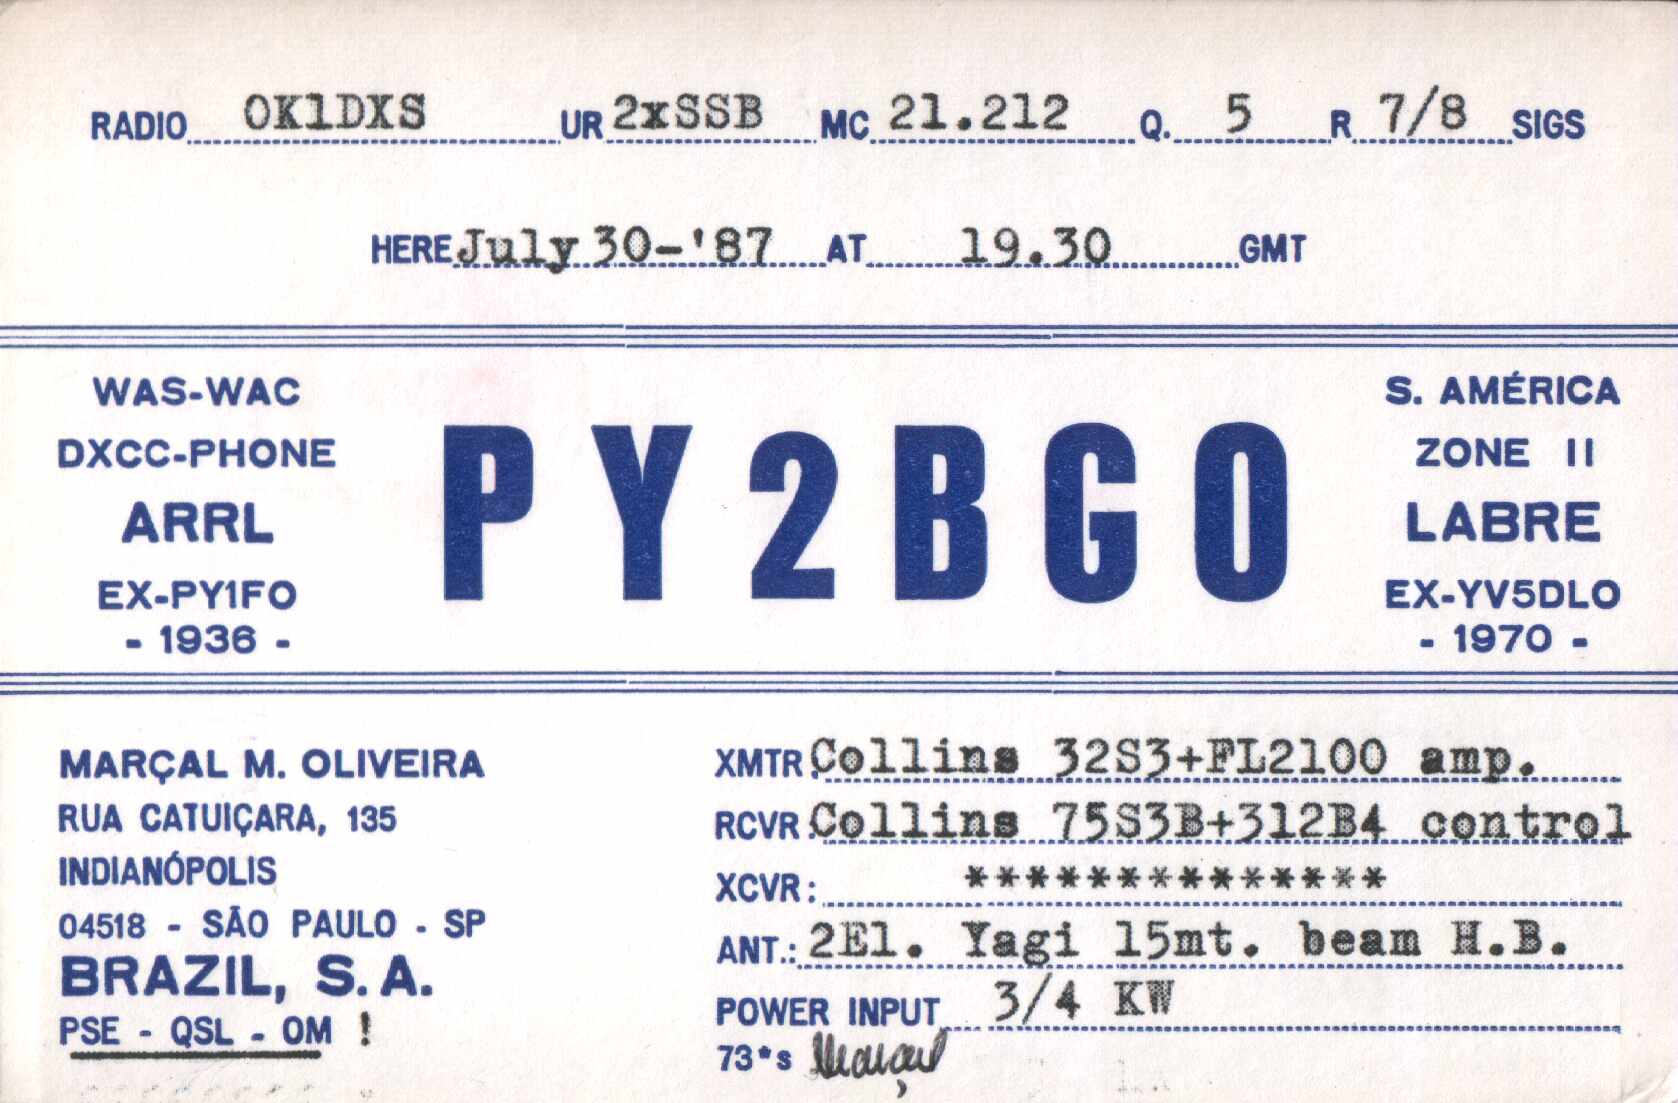 RADIO OK1DXS UR 2xSSB MC 21.212 Q. 5 R 7/8 SIGS
HERE July 30-'87 AT 19.30 GMT
WAS-WAC
DXCC-PHONE
ARRL
EX-PY1FO
- 1936 -
PY2BGO
S. AMÉRICA
ZONE 11
LABRE
EX-YV5DLO
- 1970 -
MARÇAL M. OLIVEIRA
RUA CATUIÇARA, 135
INDIANÓPOLIS
04518 - SÃO PAULO - SP
BRAZIL, S.A.
PSE - QSL - OM !
XMTR: Collins 32S3+FL2100 amp.
RCVR: Collins 75S3B+312B4 control
XCVR: **************
ANT.: 2El. Yagi 15mt. beam H.B.
POWER INPUT 3/4 KW
73*s Marçal